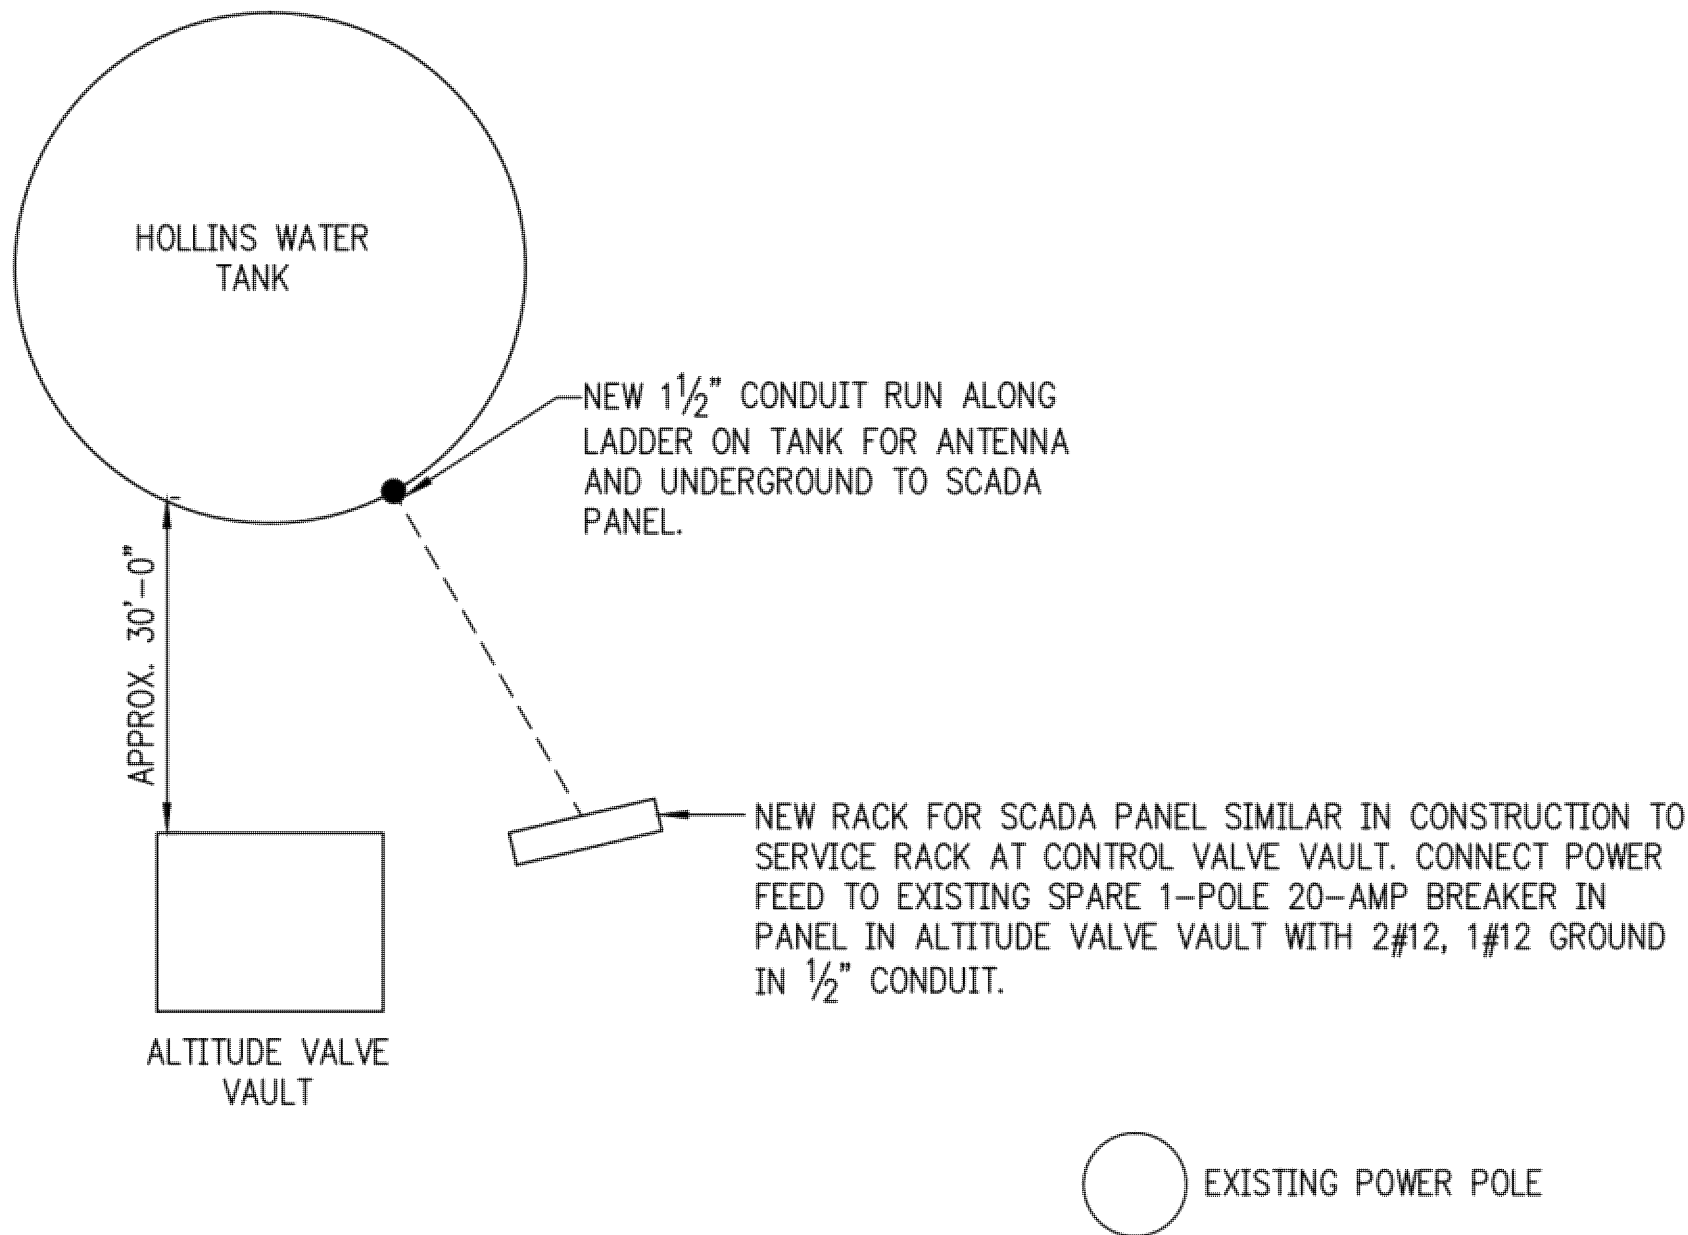 HOLLINS WATER
TANK
NEW 1½" CONDUIT RUN ALONG
LADDER ON TANK FOR ANTENNA
AND UNDERGROUND TO SCADA
PANEL.
APPROX. 30'-0"
NEW RACK FOR SCADA PANEL SIMILAR IN CONSTRUCTION TO
SERVICE RACK AT CONTROL VALVE VAULT. CONNECT POWER
FEED TO EXISTING SPARE 1-POLE 20-AMP BREAKER IN
PANEL IN ALTITUDE VALVE VAULT WITH 2#12, 1#12 GROUND
IN ½" CONDUIT.
ALTITUDE VALVE
VAULT
EXISTING POWER POLE